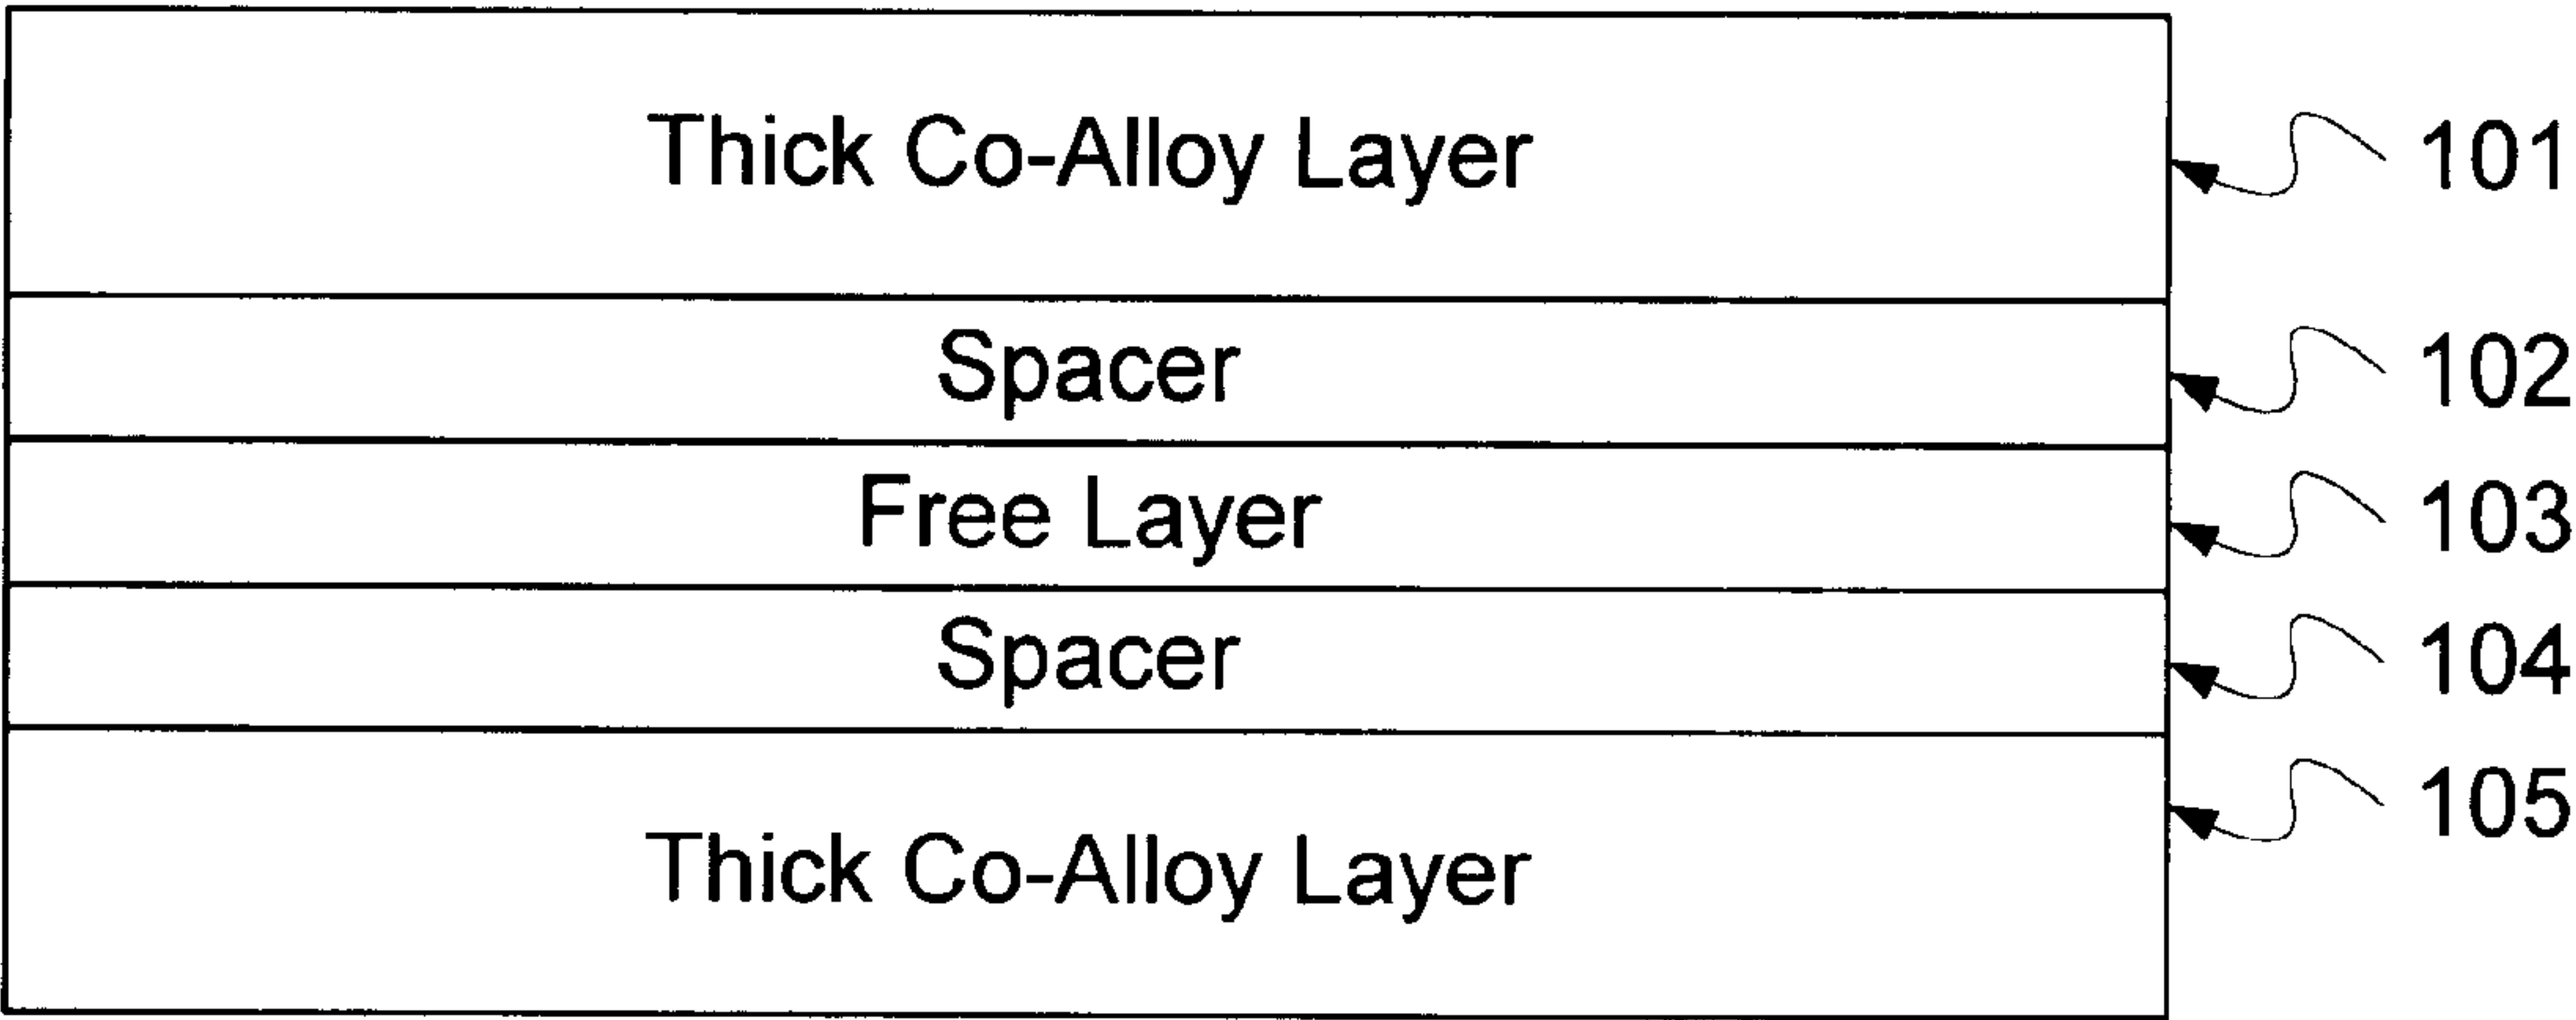 Thick Co-Alloy Layer 101
Spacer 102
Free Layer 103
Spacer 104
Thick Co-Alloy Layer 105